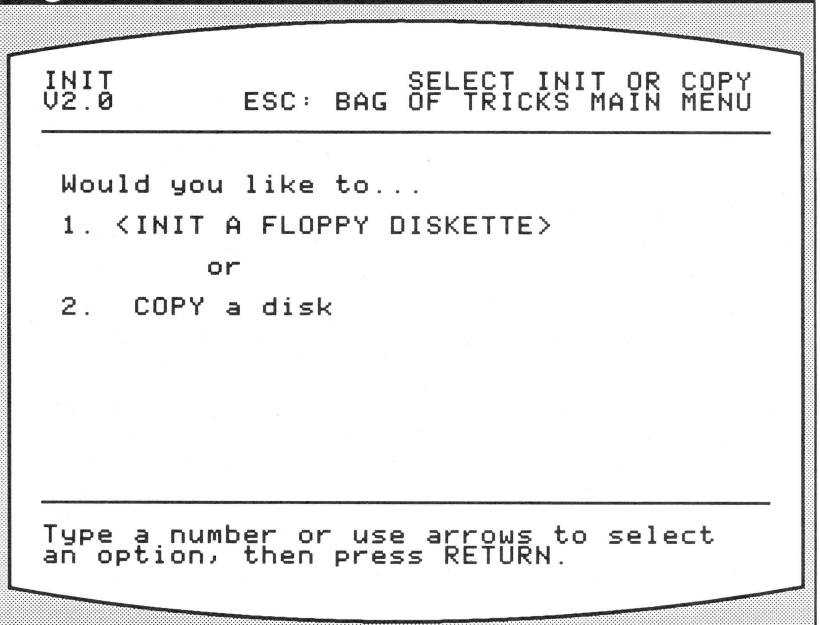 INIT SELECT INIT OR COPY
V2.0 ESC: BAG OF TRICKS MAIN MENU
Would you like to...
1. <INIT A FLOPPY DISKETTE>
or
2. COPY a disk
Type a number or use arrows to select
an option, then press RETURN.